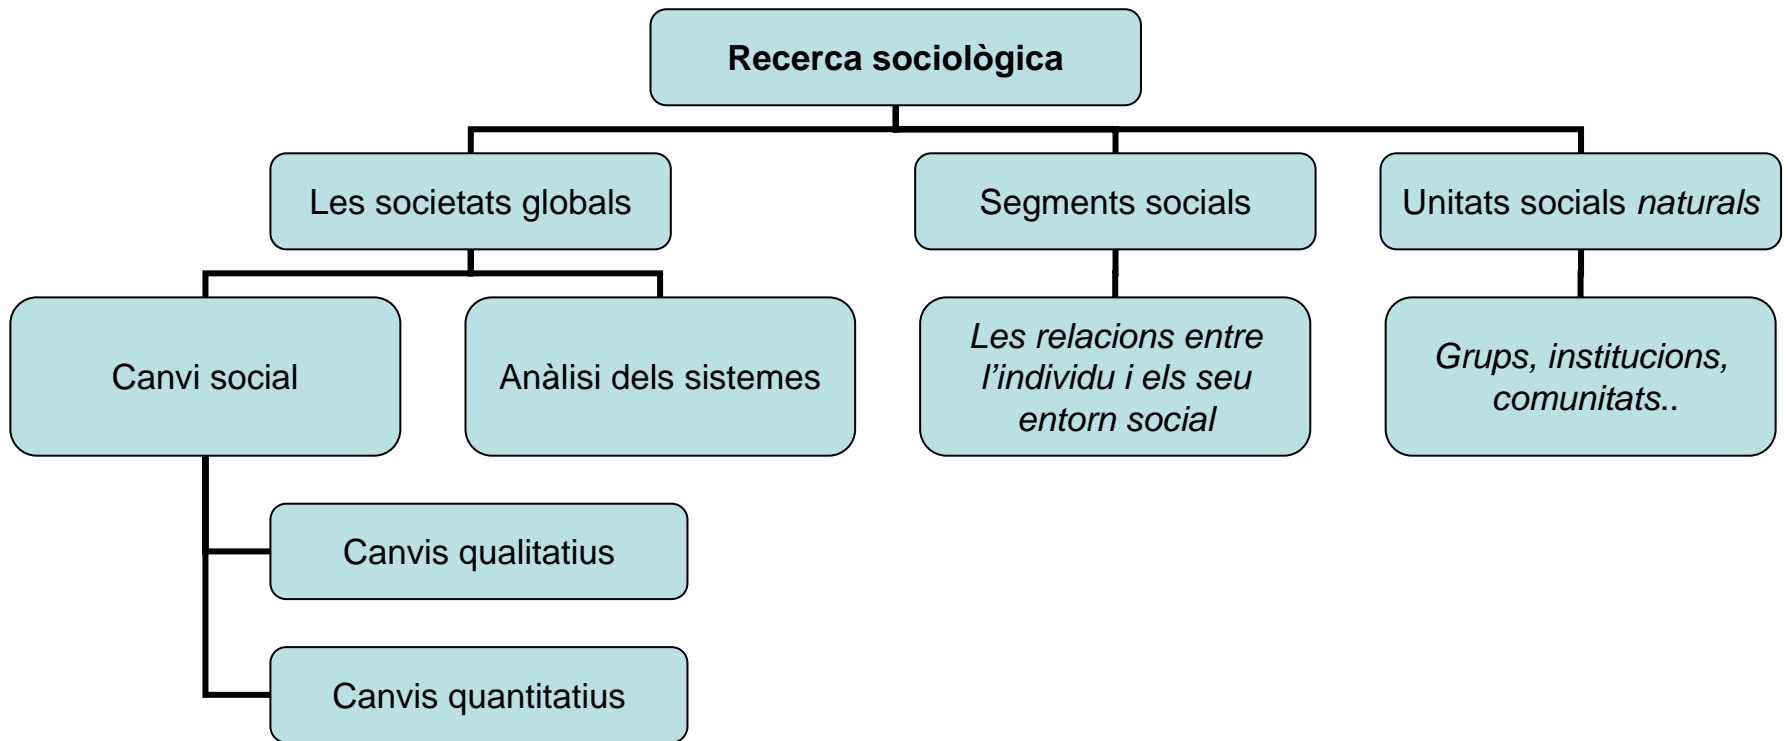 Recerca sociològica
Les societats globals
Segments socials
Unitats socials naturals
Canvi social
Anàlisi dels sistemes
Les relacions entre
l’individu i els seu
entorn social
Grups, institucions,
comunitats..
Canvis qualitatius
Canvis quantitatius